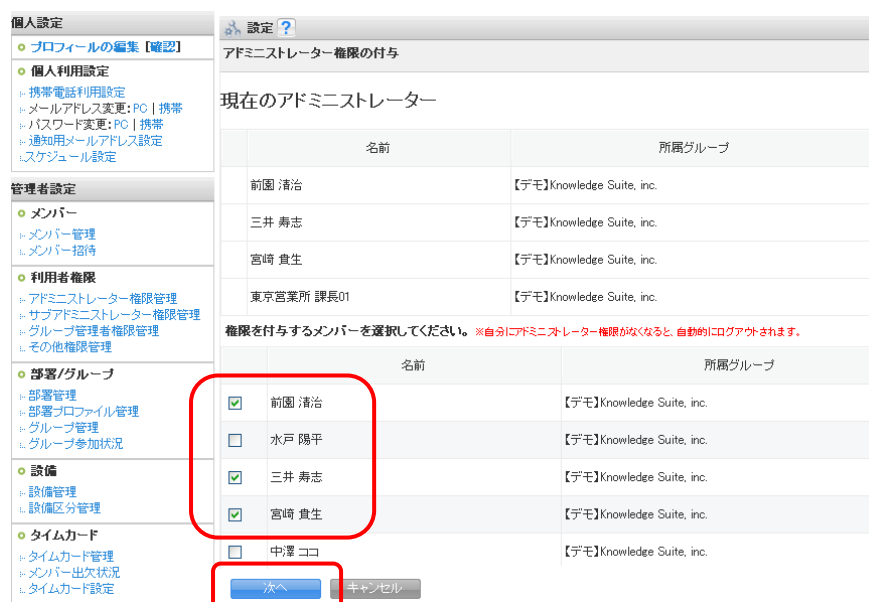 個人設定
プロフィールの編集 【確認】
個人利用設定
携帯電話利用設定
メールアドレス変更: PC | 携帯
パスワード変更: PC | 携帯
通知用メールアドレス設定
スケジュール設定
管理者設定
メンバー
メンバー管理
メンバー招待
利用者権限
アドミニストレーター権限管理
サブアドミニストレーター権限管理
グループ管理者権限管理
その他権限管理
部署/グループ
部署管理
部署プロファイル管理
グループ管理
グループ参加状況
設備
設備管理
設備区分管理
タイムカード
タイムカード管理
メンバー出欠状況
タイムカード設定
設定 ?
アドミニストレーター権限の付与
現在のアドミニストレーター
名前 所属グループ
前園 清治 【デモ】Knowledge Suite, inc.
三井 寿志 【デモ】Knowledge Suite, inc.
宮崎 貴生 【デモ】Knowledge Suite, inc.
東京営業所 課長01 【デモ】Knowledge Suite, inc.
権限を付与するメンバーを選択してください。 ※自分にアドミニストレーター権限がなくなると、自動的にログアウトされます。
名前 所属グループ
前園 清治 【デモ】Knowledge Suite, inc.
水戸 陽平 【デモ】Knowledge Suite, inc.
三井 寿志 【デモ】Knowledge Suite, inc.
宮崎 貴生 【デモ】Knowledge Suite, inc.
中澤 ココ 【デモ】Knowledge Suite, inc.
次へ キャンセル